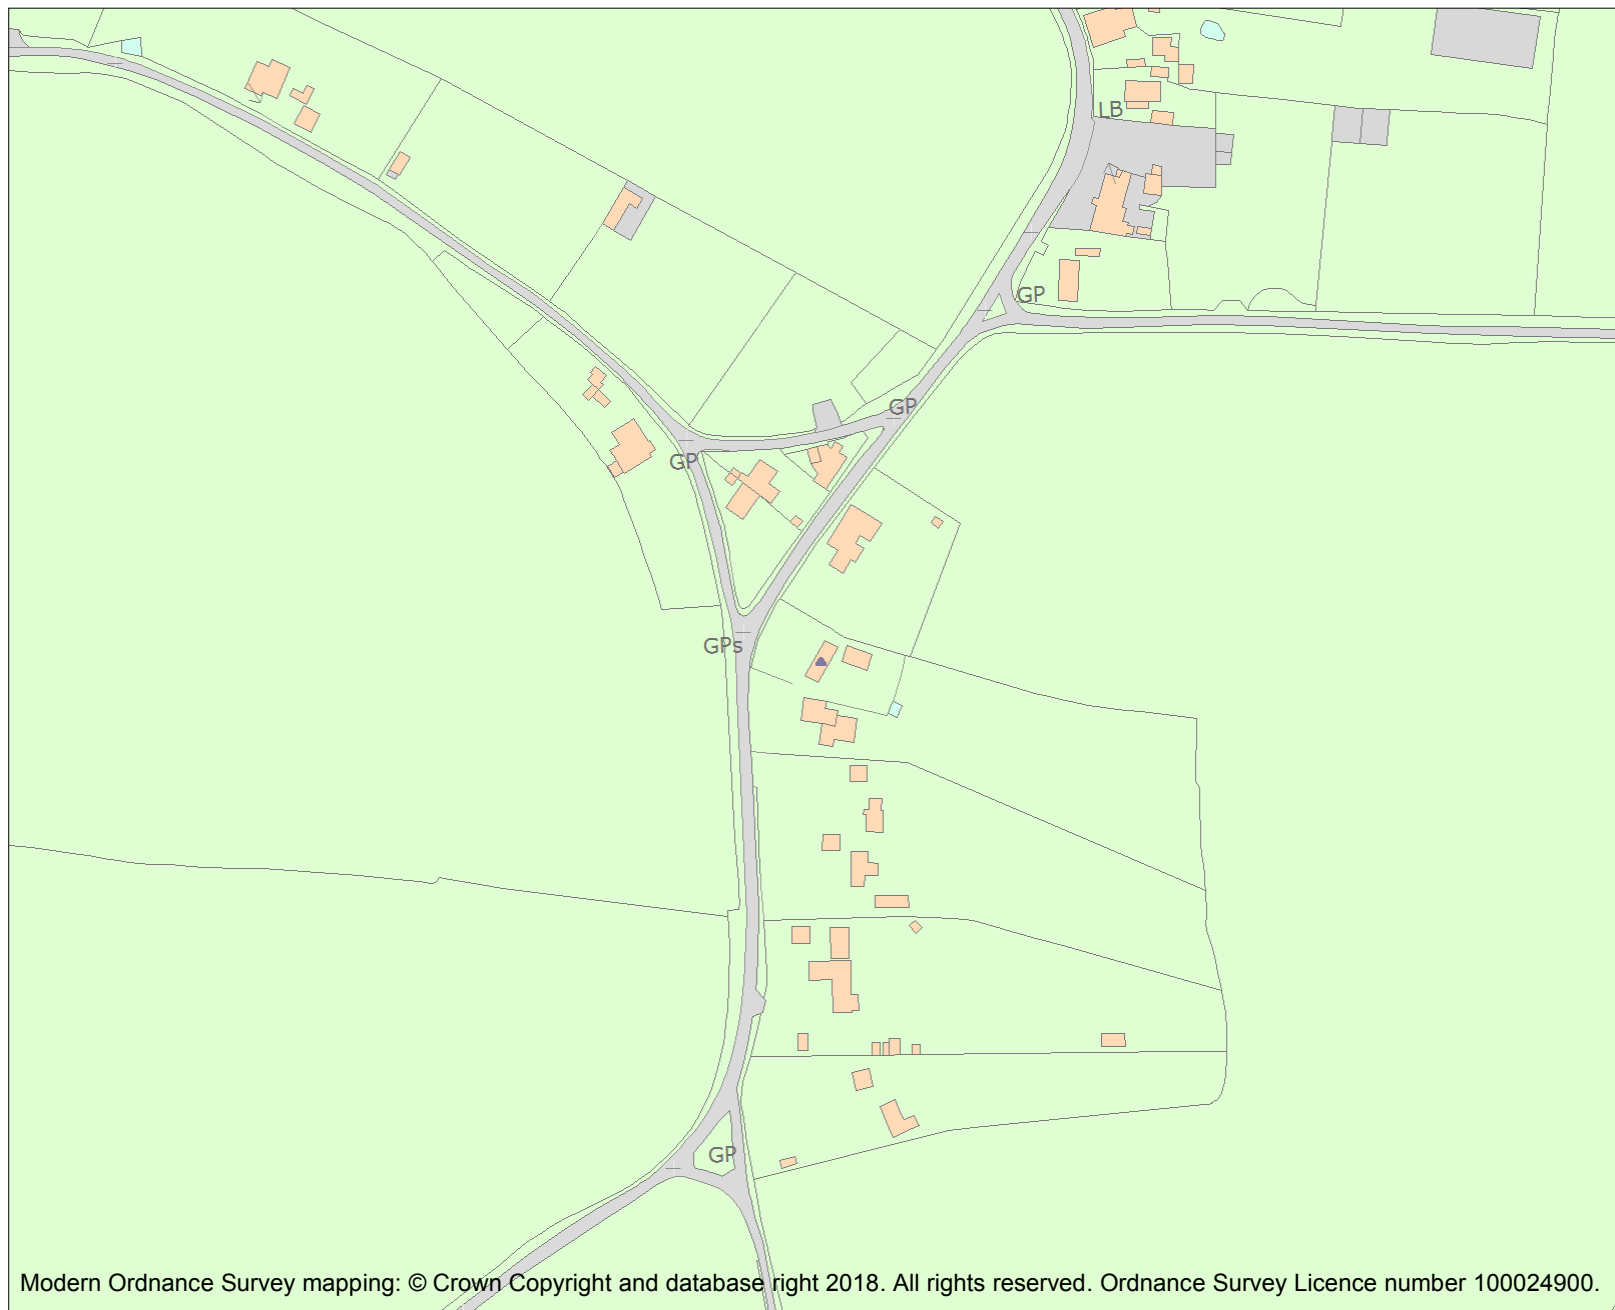 LB
GP
GP
GP
GPs
GP
Modern Ordnance Survey mapping: © Crown Copyright and database right 2018. All rights reserved. Ordnance Survey Licence number 100024900.